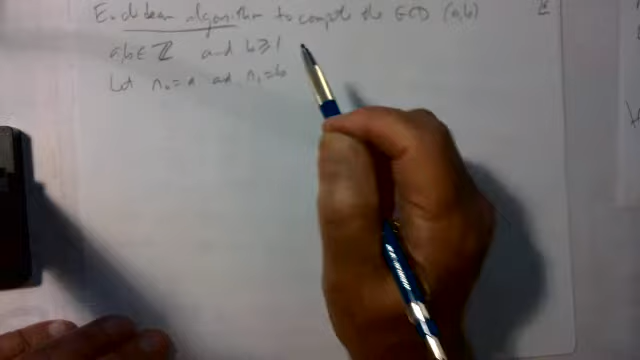 Euclidean algorithm to compute the GCD (a,b)
a,b ∈ ℤ and b ⩾ 1
Let r₀ = a and r₁ = b